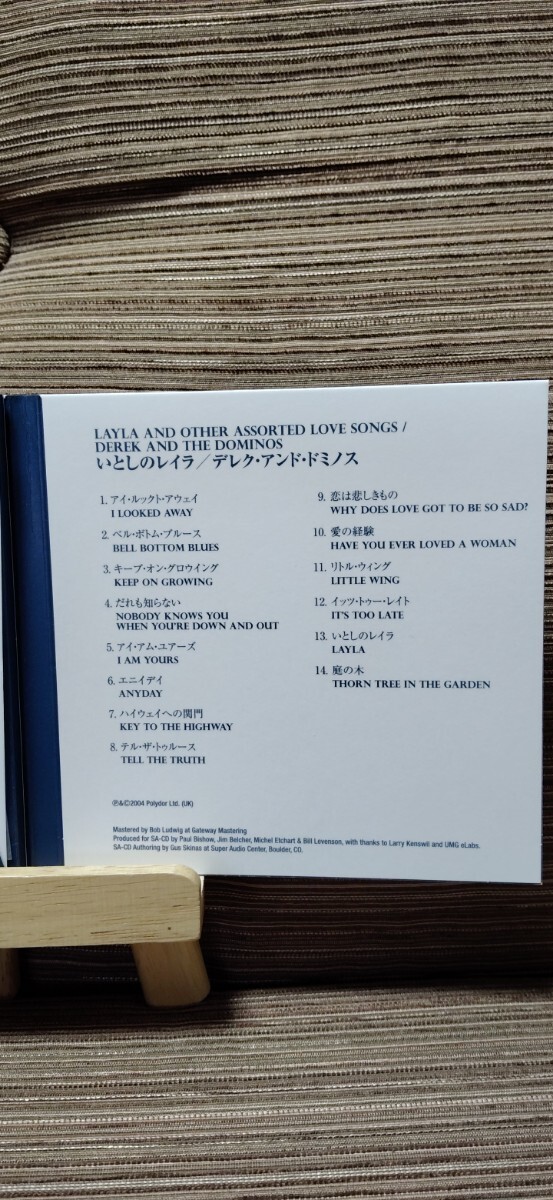 LAYLA AND OTHER ASSORTED LOVE SONGS /
DEREK AND THE DOMINOS
いとしのレイラ／デレク・アンド・ドミノス
1. アイ・ルックト・アウェイ
I LOOKED AWAY
2. ベル・ボトム・ブルース
BELL BOTTOM BLUES
3. キープ・オン・グロウイング
KEEP ON GROWING
4. だれも知らない
NOBODY KNOWS YOU
WHEN YOU'RE DOWN AND OUT
5. アイ・アム・ユアーズ
I AM YOURS
6. エニイデイ
ANYDAY
7. ハイウェイへの関門
KEY TO THE HIGHWAY
8. テル・ザ・トゥルース
TELL THE TRUTH
9. 恋は悲しきもの
WHY DOES LOVE GOT TO BE SO SAD?
10. 愛の経験
HAVE YOU EVER LOVED A WOMAN
11. リトル・ウィング
LITTLE WING
12. イッツ・トゥー・レイト
IT'S TOO LATE
13. いとしのレイラ
LAYLA
14. 庭の木
THORN TREE IN THE GARDEN
℗&©2004 Polydor Ltd. (UK)
Mastered by Bob Ludwig at Gateway Mastering
Produced for SA-CD by Paul Bishow, Jim Belcher, Michel Etchart & Bill Levenson, with thanks to Larry Kenswil and UMG eLabs.
SA-CD Authoring by Gus Skinas at Super Audio Center, Boulder, CO.